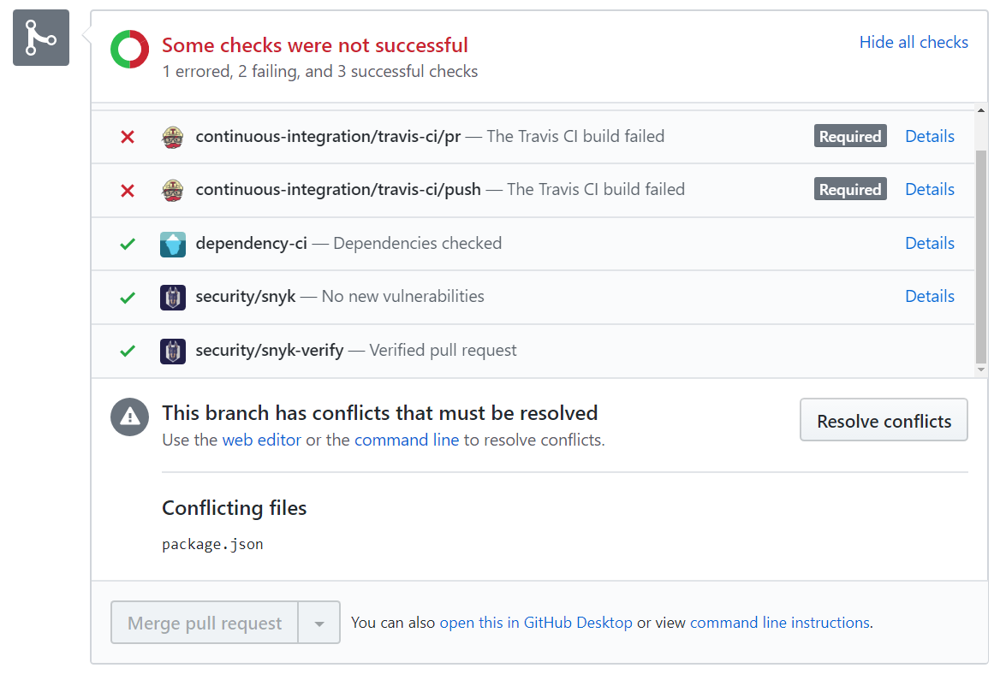 Some checks were not successful
Hide all checks
1 errored, 2 failing, and 3 successful checks
continuous-integration/travis-ci/pr — The Travis CI build failed Required Details
continuous-integration/travis-ci/push — The Travis CI build failed Required Details
dependency-ci — Dependencies checked Details
security/snyk — No new vulnerabilities Details
security/snyk-verify — Verified pull request
This branch has conflicts that must be resolved
Use the web editor or the command line to resolve conflicts.
Resolve conflicts
Conflicting files
package.json
Merge pull request
You can also open this in GitHub Desktop or view command line instructions.